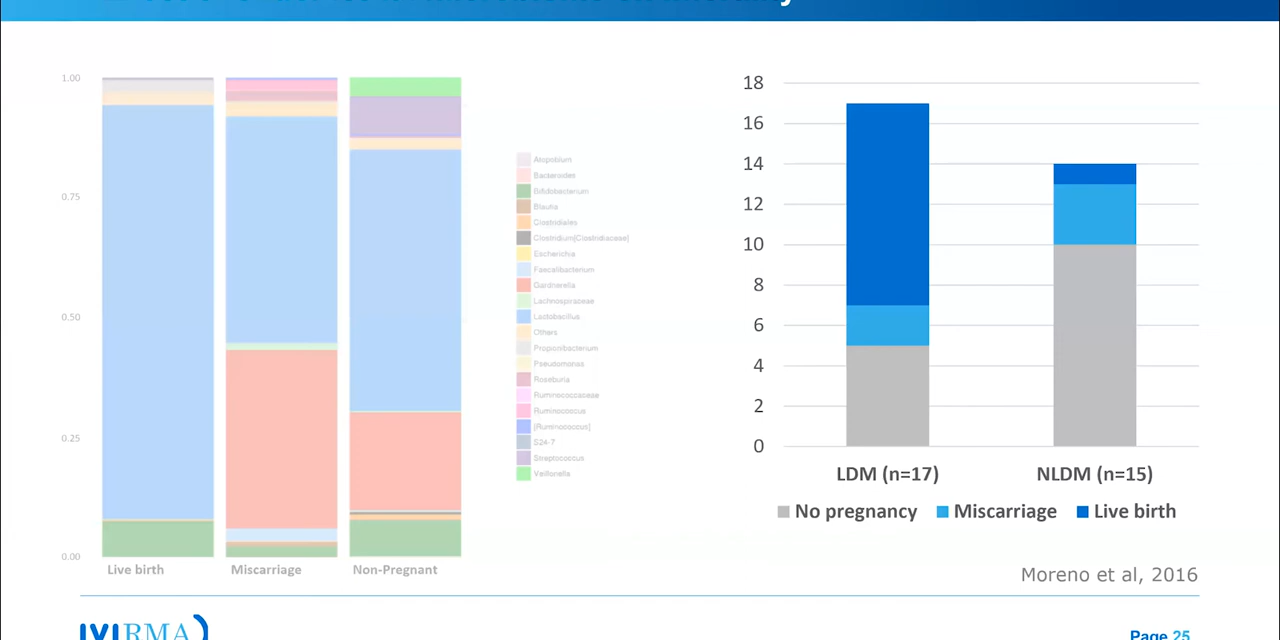 1.00
0.75
0.50
0.25
0.00
Live birth
Miscarriage
Non-Pregnant
Atopobium
Bacteroides
Bifidobacterium
Blautia
Clostridiales
Clostridium[Clostridiaceae]
Escherichia
Faecalibacterium
Gardnerella
Lachnospiraceae
Lactobacillus
Others
Propionibacterium
Pseudomonas
Roseburia
Ruminococcaceae
Ruminococcus
[Ruminococcus]
S24-7
Streptococcus
Veillonella
18
16
14
12
10
8
6
4
2
0
LDM (n=17)
NLDM (n=15)
No pregnancy
Miscarriage
Live birth
Moreno et al, 2016
IVIRMA
Page 25